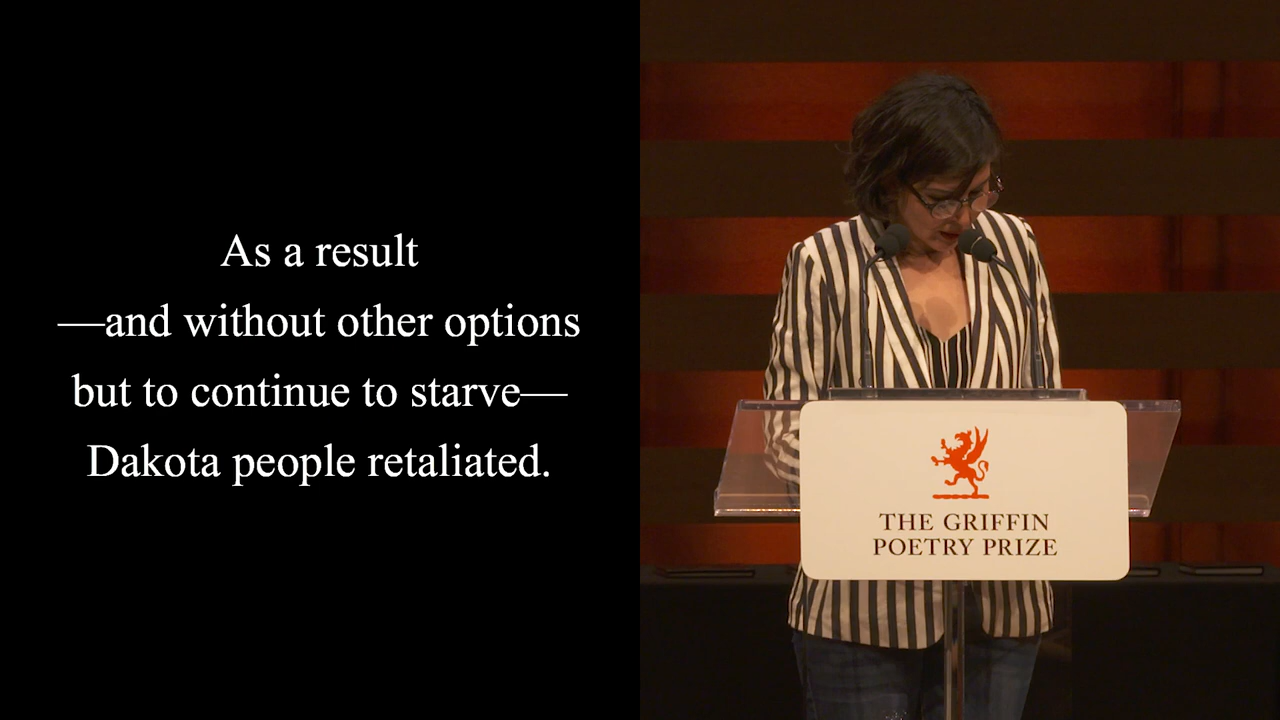 As a result
—and without other options
but to continue to starve—
Dakota people retaliated.
THE GRIFFIN
POETRY PRIZE